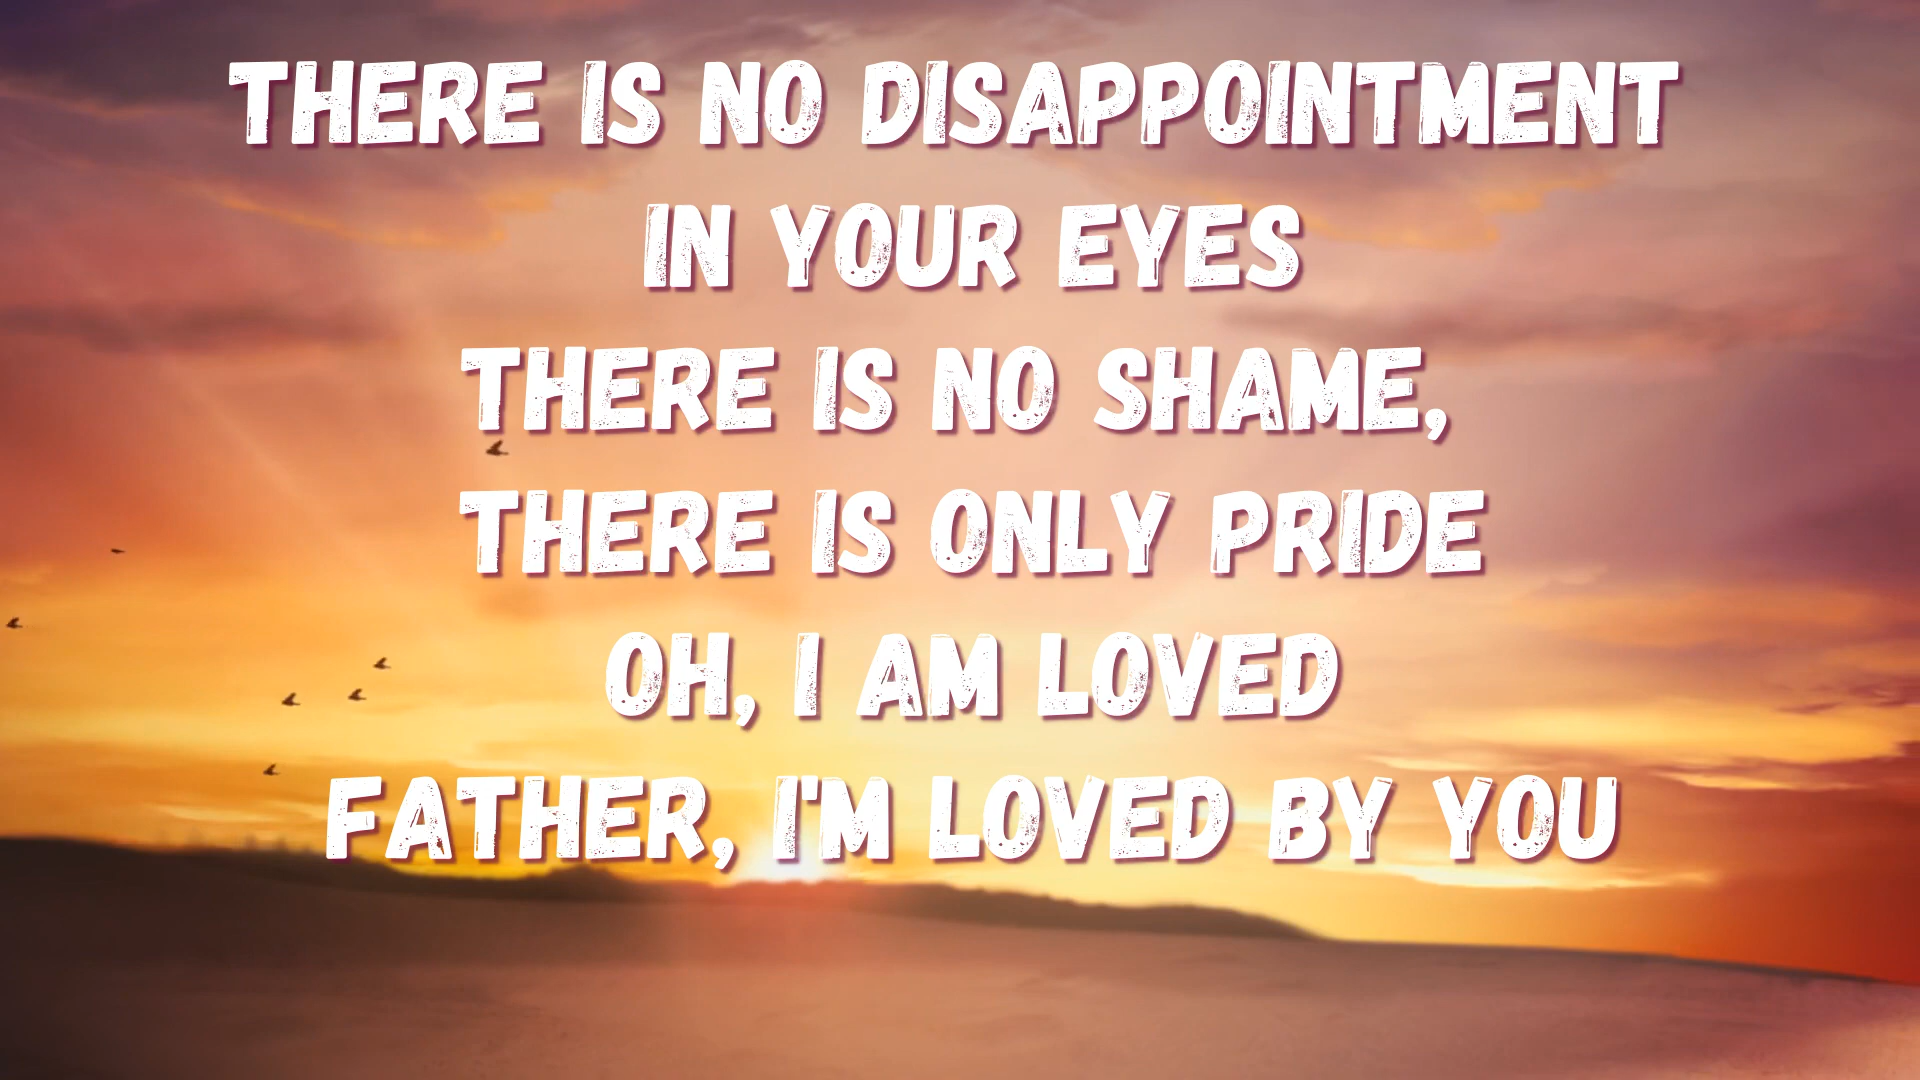 THERE IS NO DISAPPOINTMENT
IN YOUR EYES
THERE IS NO SHAME,
THERE IS ONLY PRIDE
OH, I AM LOVED
FATHER, I'M LOVED BY YOU